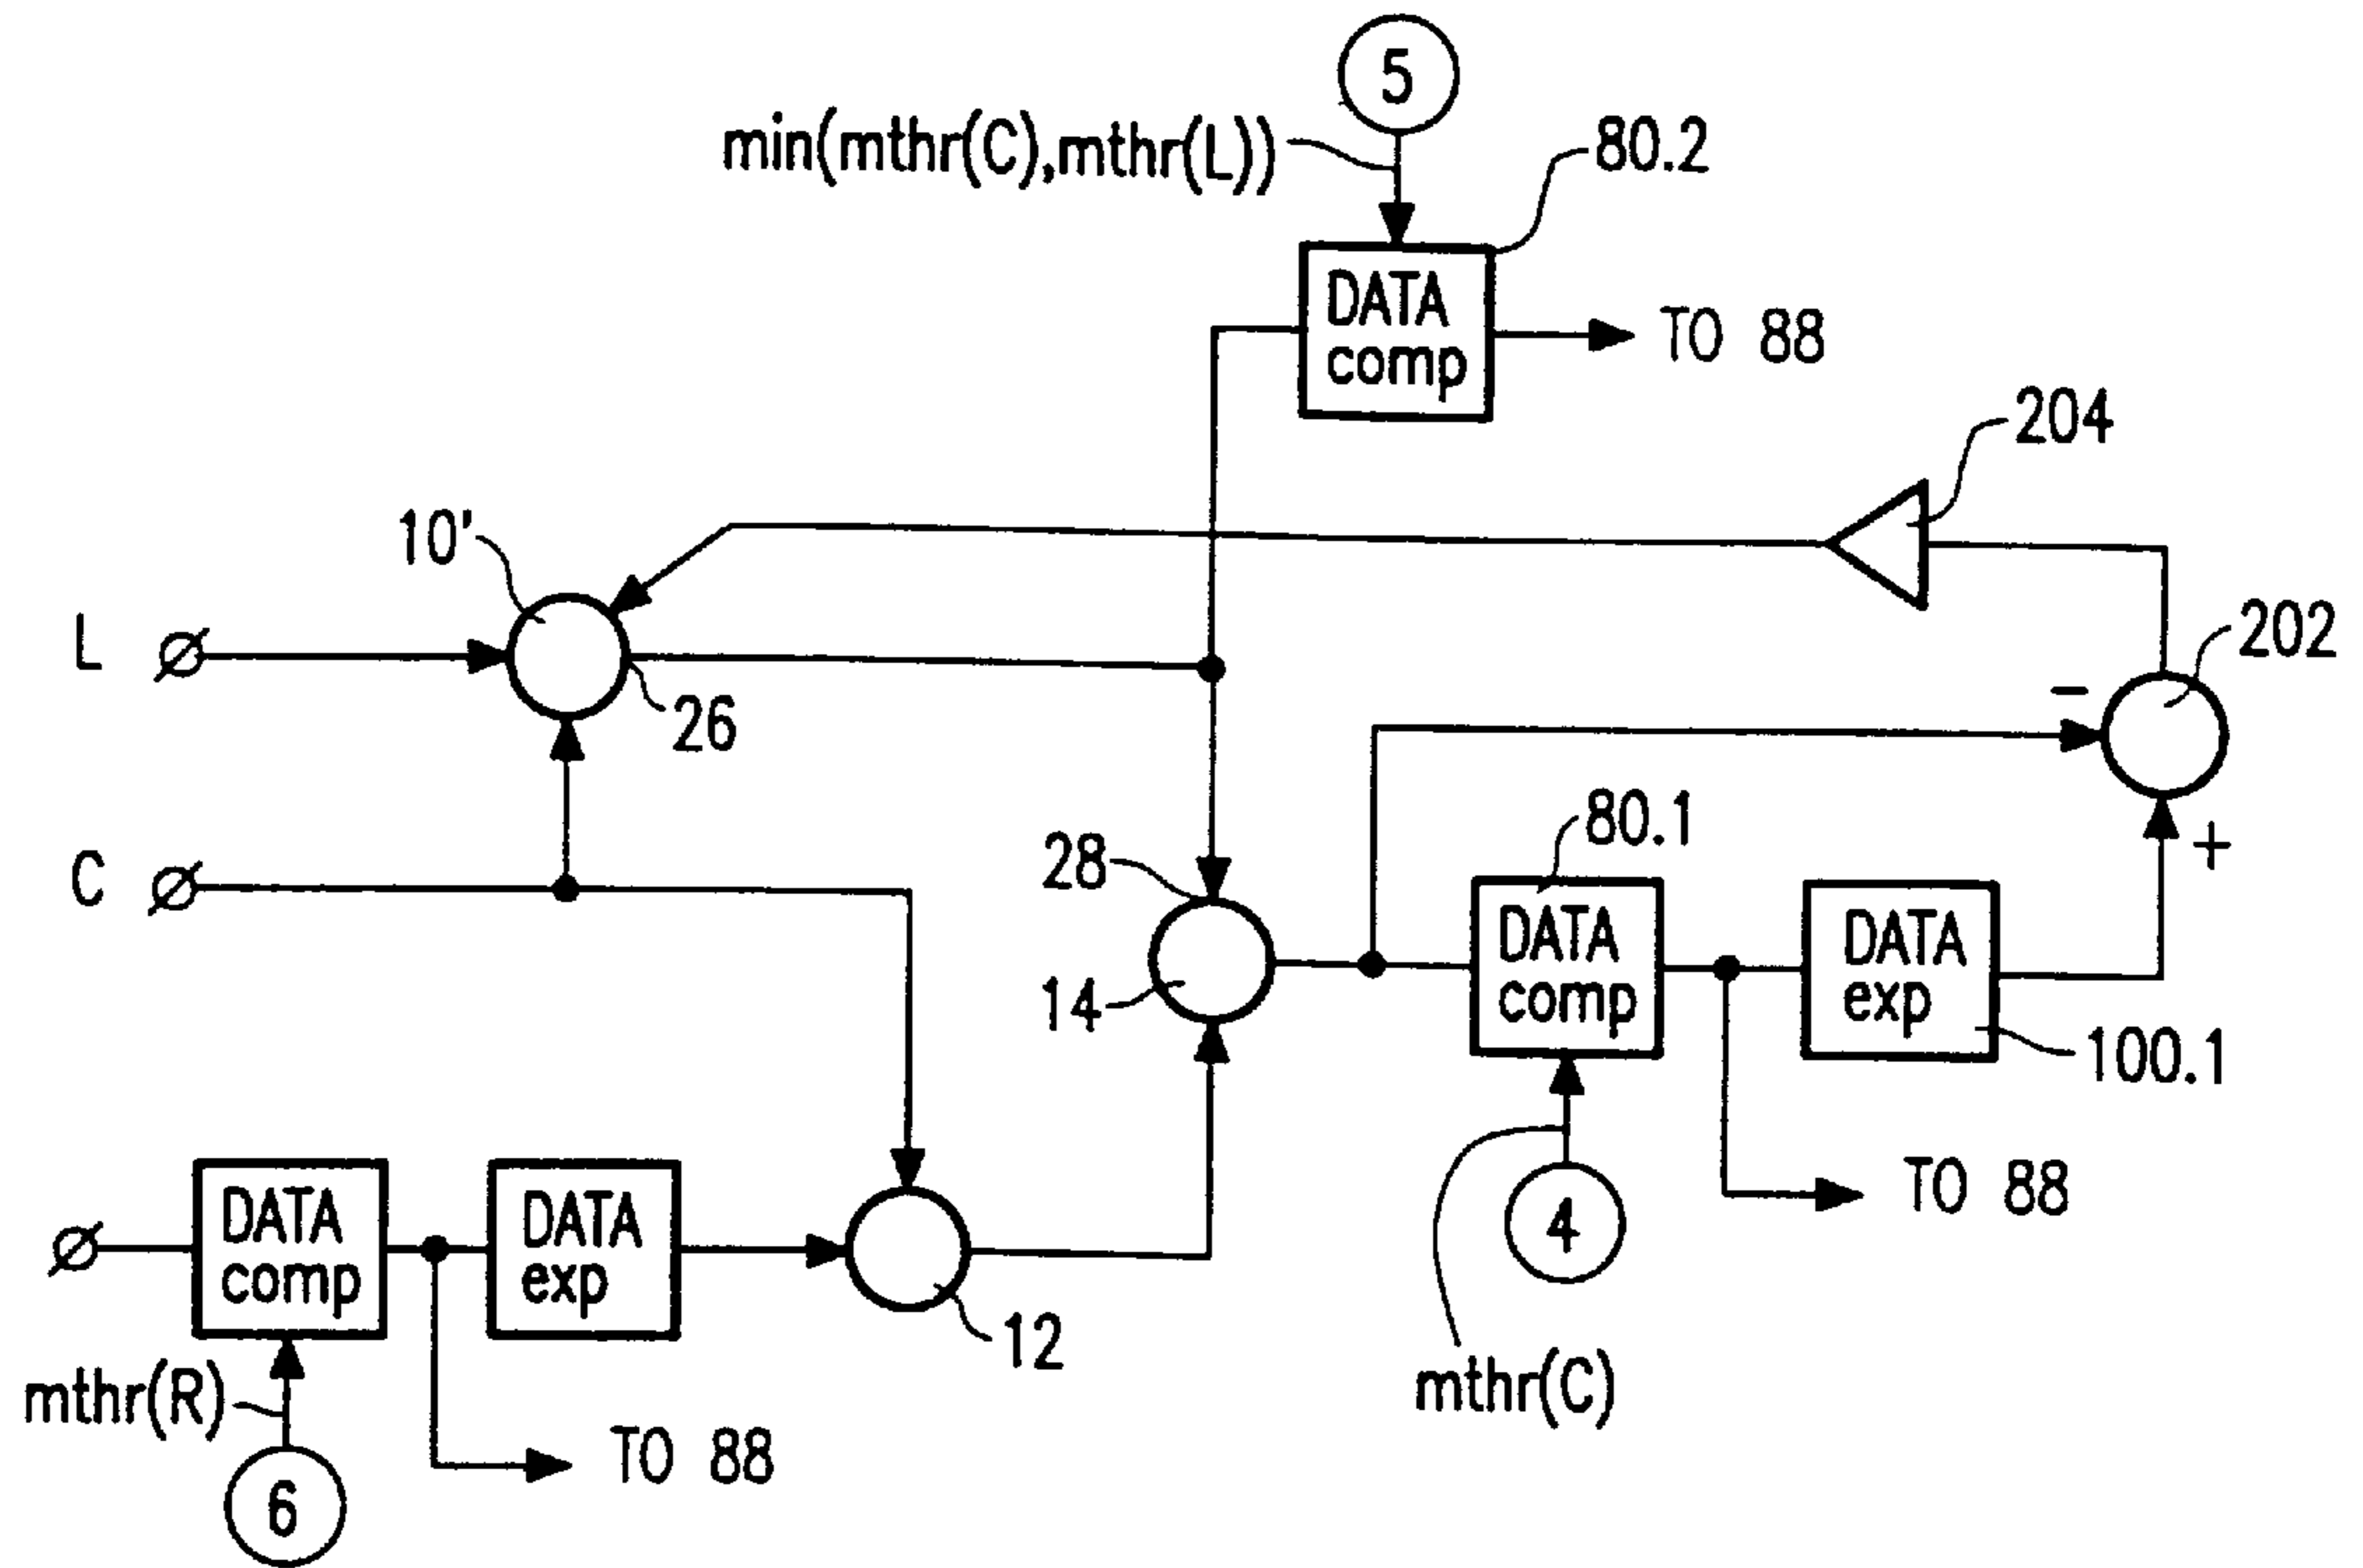 5
min(mthr(C),mthr(L))
80.2
DATA
comp
TO 88
204
10'
L
26
202
-
C
28
14
80.1
DATA
comp
DATA
exp
+
100.1
TO 88
4
mthr(C)
DATA
comp
DATA
exp
12
mthr(R)
TO 88
6